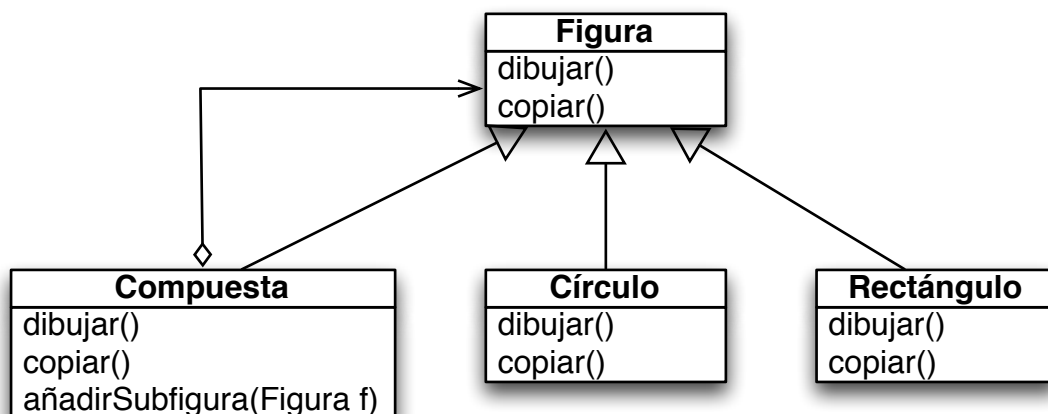 Figura
dibujar()
copiar()
Compuesta
dibujar()
copiar()
añadirSubfigura(Figura f)
Círculo
dibujar()
copiar()
Rectángulo
dibujar()
copiar()